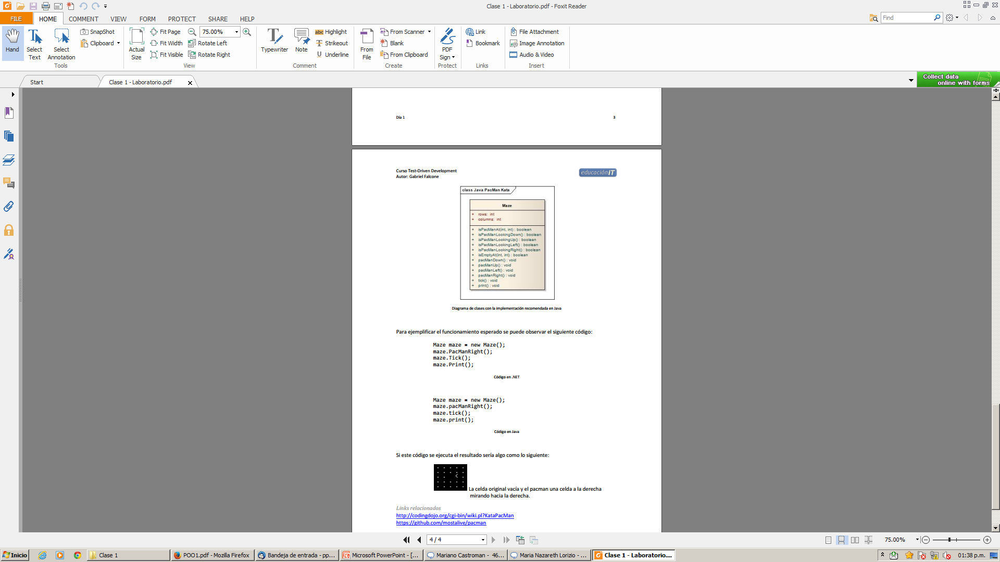 Clase 1 - Laboratorio.pdf - Foxit Reader
FILE HOME COMMENT VIEW FORM PROTECT SHARE HELP
Find
Hand
Select Text
Select Annotation
SnapShot
Clipboard
Tools
Actual Size
Fit Page
Fit Width
Fit Visible
75.00%
Rotate Left
Rotate Right
View
Typewriter
Note
abc Highlight
Strikeout
Underline
Comment
From File
From Scanner
Blank
From Clipboard
Create
PDF Sign
Protect
Link
Bookmark
Links
File Attachment
Image Annotation
Audio & Video
Insert
Start
Clase 1 - Laboratorio.pdf
Collect data
online with forms
Día 1 3
Curso Test-Driven Development
Autor: Gabriel Falcone
educaciónIT
class Java PacMan Kata
Maze
+ rows: int
+ columns: int
+ isPacManAt(int, int) : boolean
+ isPacManLookingDown() : boolean
+ isPacManLookingUp() : boolean
+ isPacManLookingLeft() : boolean
+ isPacManLookingRight() : boolean
+ isEmptyAt(int, int) : boolean
+ pacManDown() : void
+ pacManUp() : void
+ pacManLeft() : void
+ pacManRight() : void
+ tick() : void
+ print() : void
Diagrama de clases con la implementación recomendada en Java
Para ejemplificar el funcionamiento esperado se puede observar el siguiente código:
Maze maze = new Maze();
maze.PacManRight();
maze.Tick();
maze.Print();
Código en .NET
Maze maze = new Maze();
maze.pacManRight();
maze.tick();
maze.print();
Código en Java
Si este código se ejecuta el resultado sería algo como lo siguiente:
La celda original vacía y el pacman una celda a la derecha
mirando hacia la derecha.
Links relacionados
http://codingdojo.org/cgi-bin/wiki.pl?KataPacMan
https://github.com/mostalive/pacman
4 / 4
75.00%
Inicio
Clase 1
POO1.pdf - Mozilla Firefox
Bandeja de entrada - pp...
Microsoft PowerPoint - [...
Mariano Castroman - 46...
Maria Nazareth Lorizio - ...
Clase 1 - Laboratorio....
01:38 p.m.